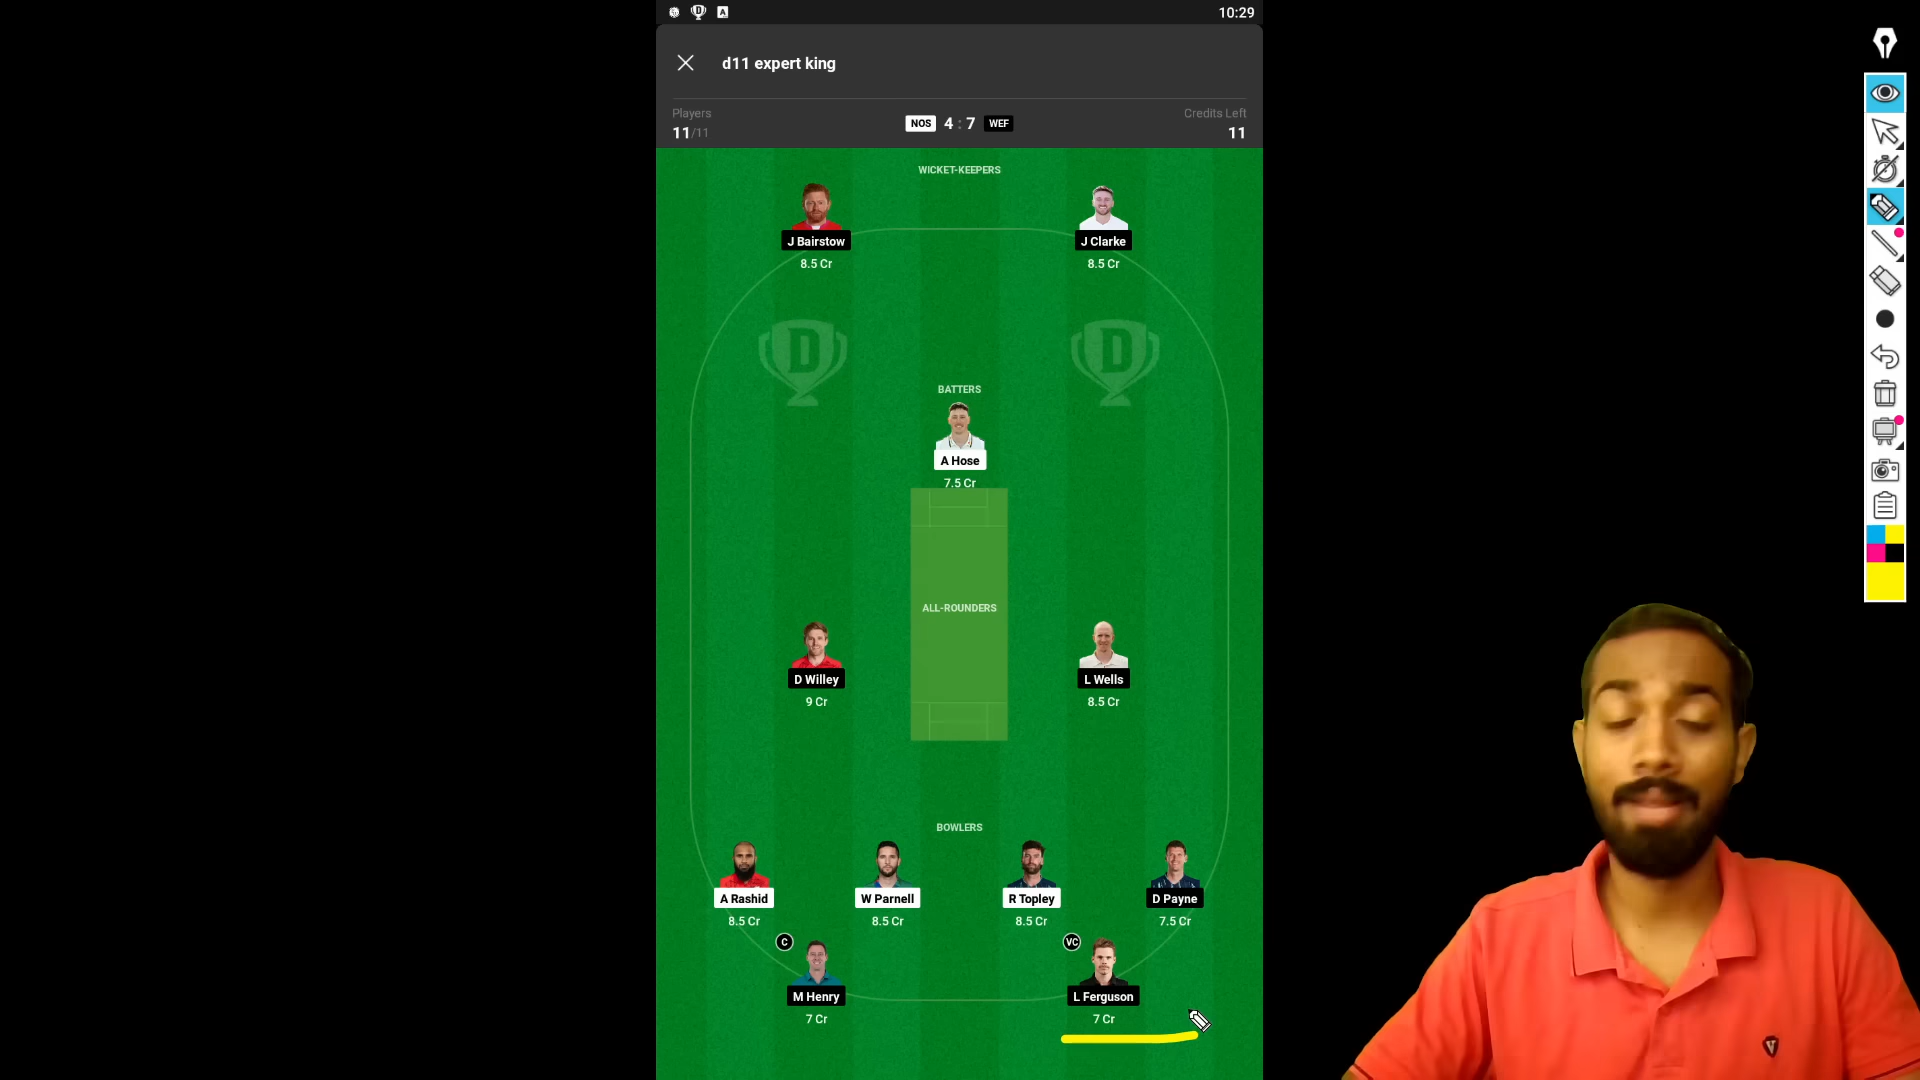 10:29
d11 expert king
Players
11/11
NOS 4 : 7 WEF
Credits Left
11
WICKET-KEEPERS
J Bairstow
8.5 Cr
J Clarke
8.5 Cr
D
D
BATTERS
A Hose
7.5 Cr
ALL-ROUNDERS
D Willey
9 Cr
L Wells
8.5 Cr
BOWLERS
A Rashid
8.5 Cr
W Parnell
8.5 Cr
R Topley
8.5 Cr
D Payne
7.5 Cr
C
M Henry
7 Cr
VC
L Ferguson
7 Cr